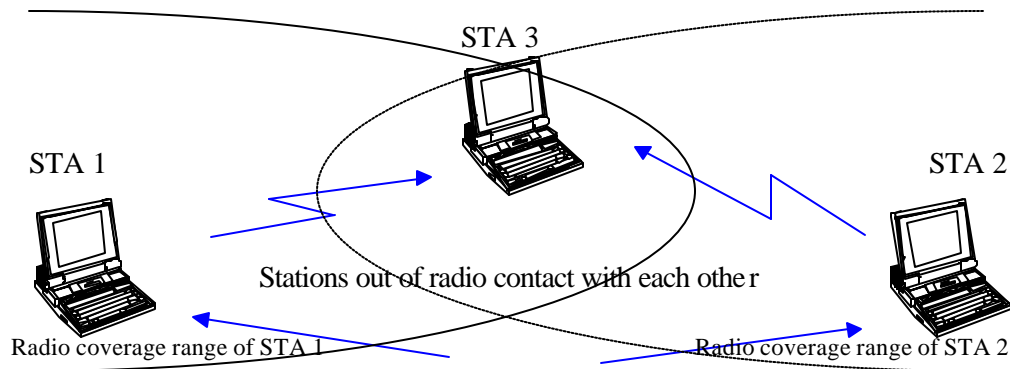 STA 3
STA 1
STA 2
Stations out of radio contact with each other
Radio coverage range of STA 1
Radio coverage range of STA 2